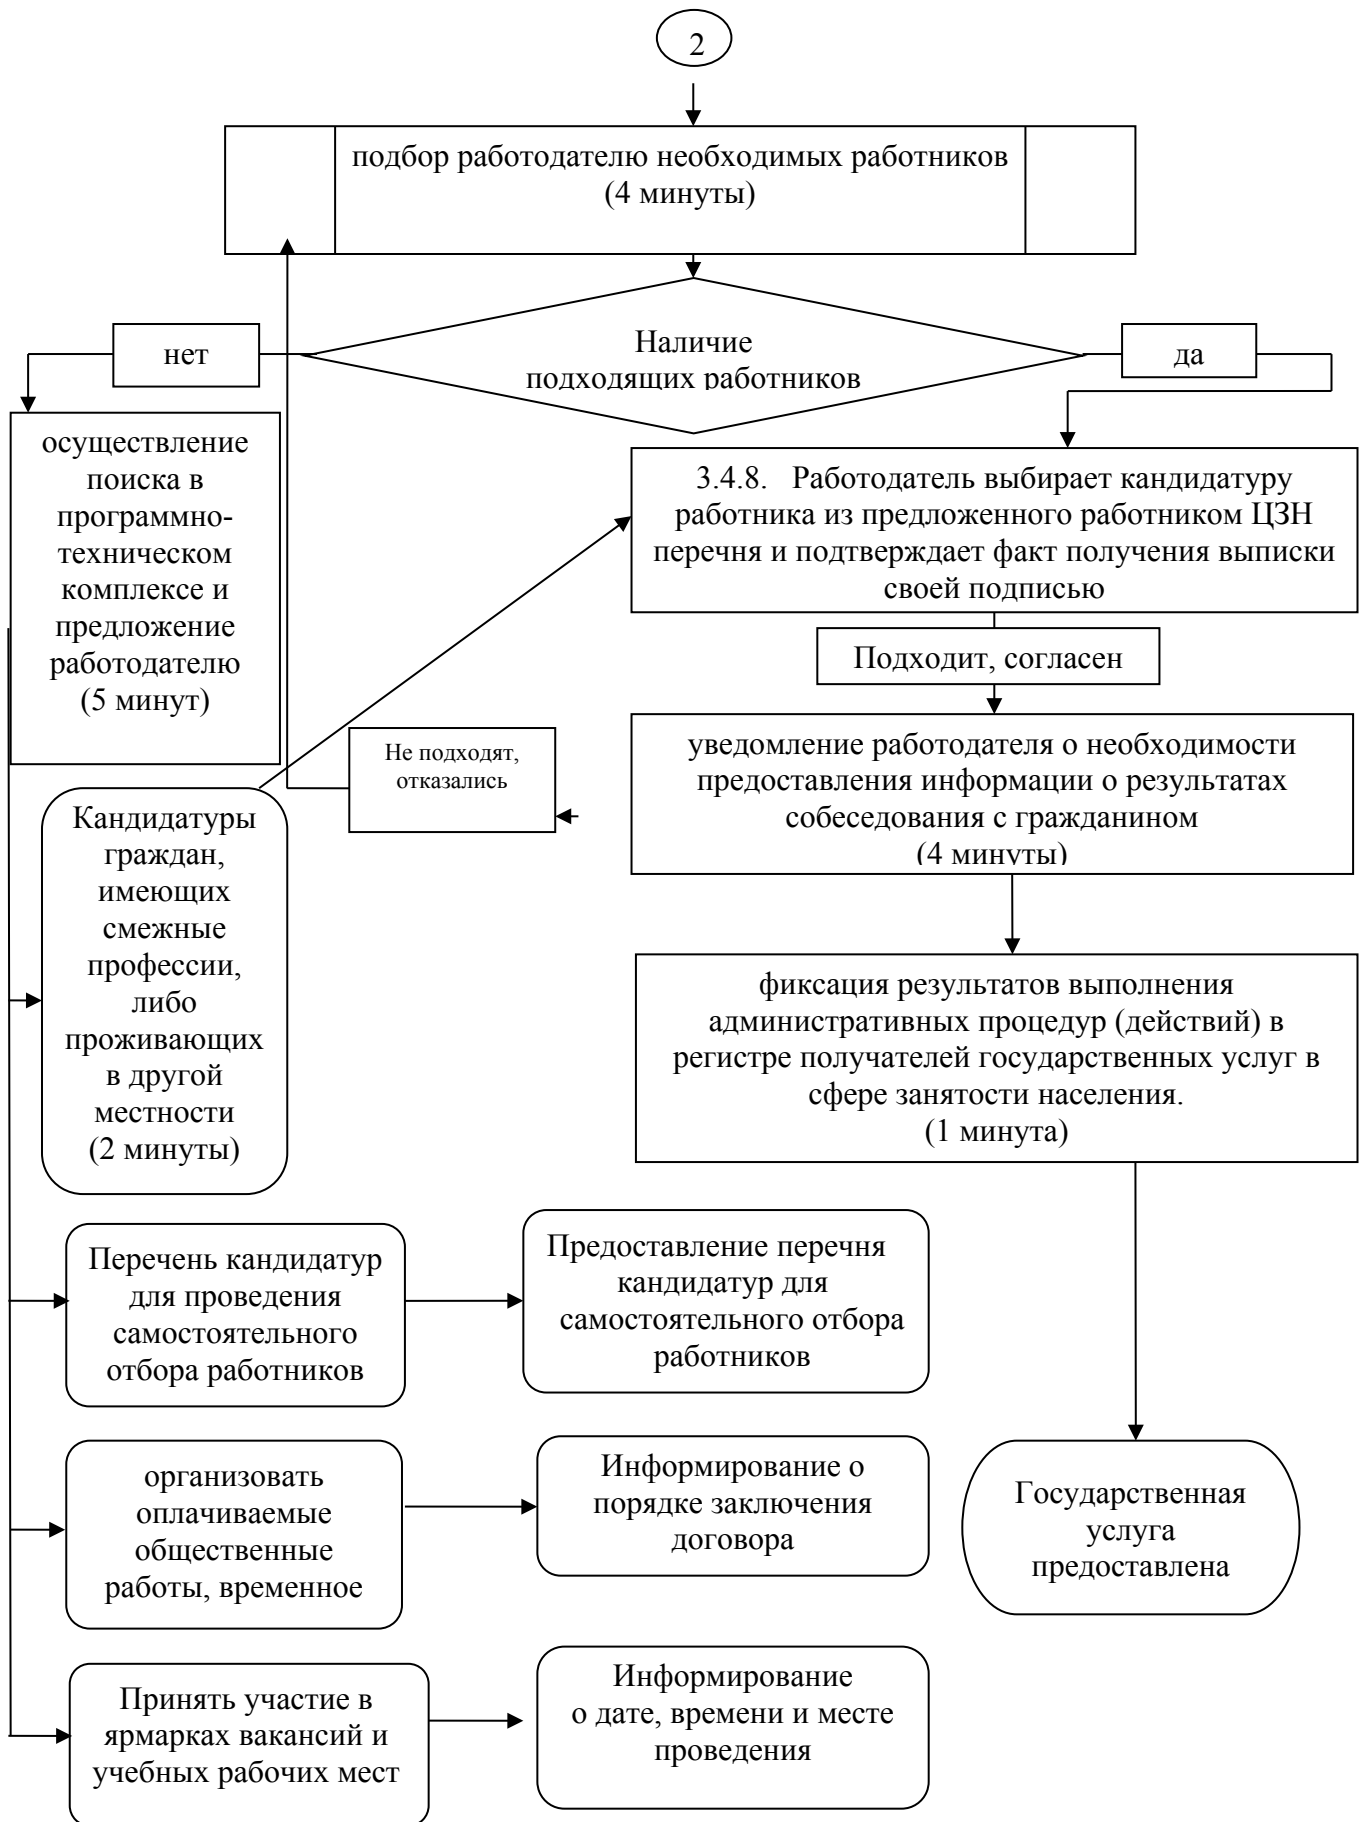 2
подбор работодателю необходимых работников
(4 минуты)
нет
Наличие
подходящих работников
да
осуществление
поиска в
программно-
техническом
комплексе и
предложение
работодателю
(5 минут)
3.4.8. Работодатель выбирает кандидатуру
работника из предложенного работником ЦЗН
перечня и подтверждает факт получения выписки
своей подписью
Подходит, согласен
Не подходят,
отказались
уведомление работодателя о необходимости
предоставления информации о результатах
собеседования с гражданином
(4 минуты)
Кандидатуры
граждан,
имеющих
смежные
профессии,
либо
проживающих
в другой
местности
(2 минуты)
фиксация результатов выполнения
административных процедур (действий) в
регистре получателей государственных услуг в
сфере занятости населения.
(1 минута)
Перечень кандидатур
для проведения
самостоятельного
отбора работников
Предоставление перечня
кандидатур для
самостоятельного отбора
работников
организовать
оплачиваемые
общественные
работы, временное
Информирование о
порядке заключения
договора
Государственная
услуга
предоставлена
Принять участие в
ярмарках вакансий и
учебных рабочих мест
Информирование
о дате, времени и месте
проведения